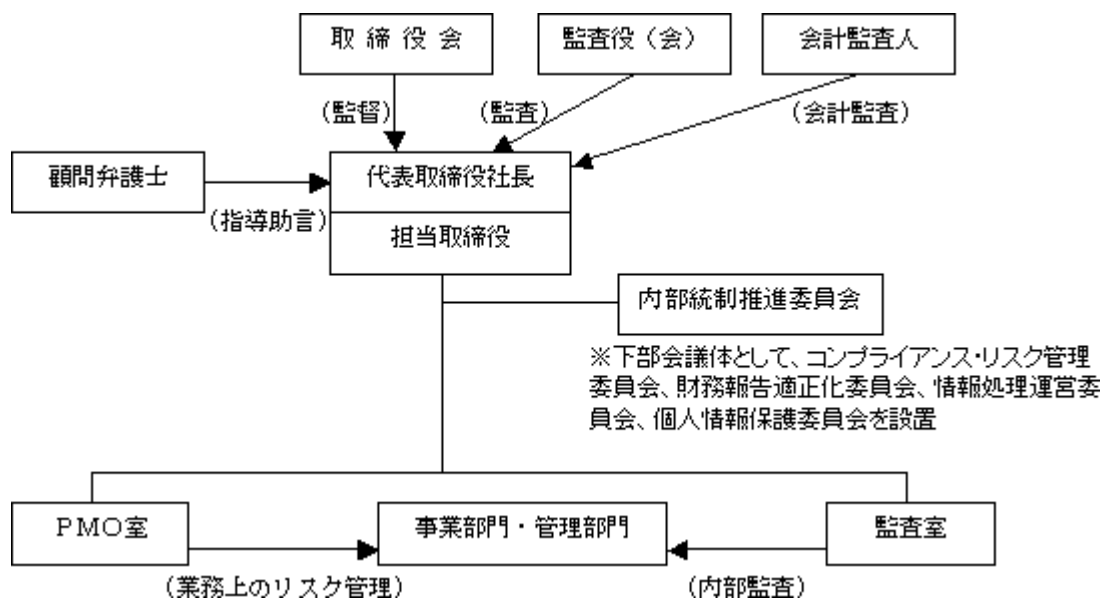 取 締 役 会
監査役（会）
会計監査人
（監督）
（監査）
（会計監査）
顧問弁護士
代表取締役社長
（指導助言）
担当取締役
内部統制推進委員会
※下部会議体として、コンプライアンス・リスク管理
委員会、財務報告適正化委員会、情報処理運営委
員会、個人情報保護委員会を設置
ＰＭＯ室
事業部門・管理部門
監査室
（業務上のリスク管理）
（内部監査）